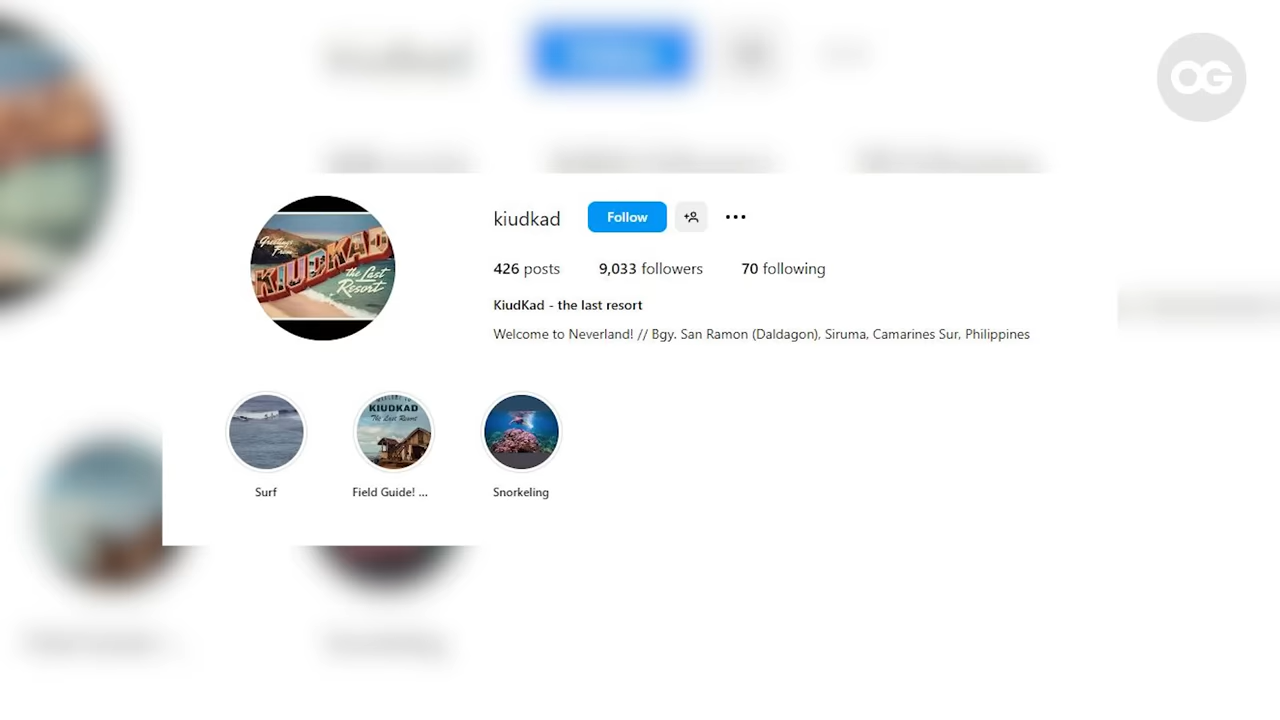 OG
kiudkad
Follow
426 posts 9,033 followers 70 following
KiudKad - the last resort
Welcome to Neverland! // Bgy. San Ramon (Daldagon), Siruma, Camarines Sur, Philippines
Greetings
From
KIUDKAD
the Last
Resort
KIUDKAD
The Last Resort
Surf
Field Guide! ...
Snorkeling